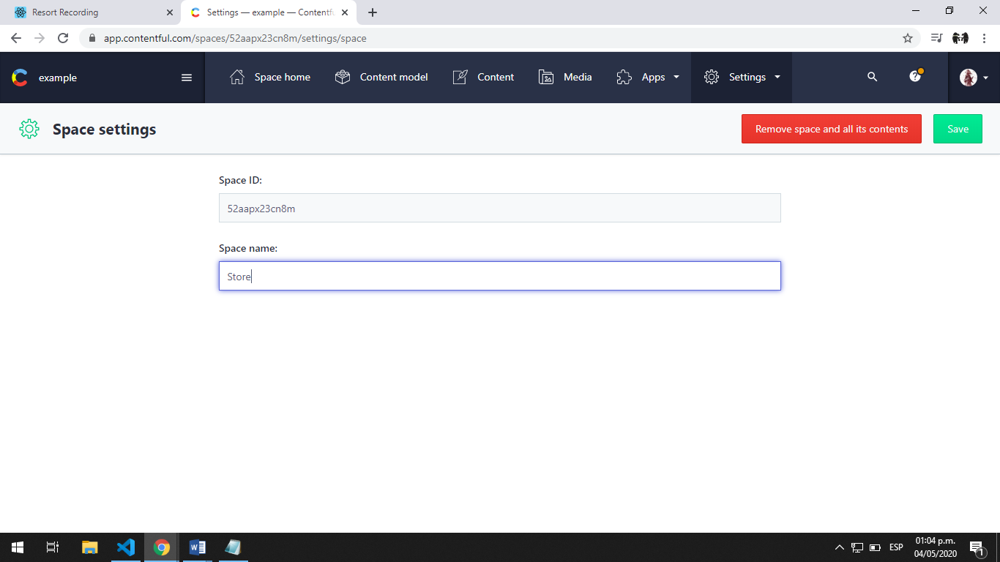 Resort Recording
Settings — example — Contentfu
app.contentful.com/spaces/52aapx23cn8m/settings/space
example
Space home
Content model
Content
Media
Apps
Settings
?
Space settings
Remove space and all its contents
Save
Space ID:
52aapx23cn8m
Space name:
Store
ESP
01:04 p.m.
04/05/2020
1